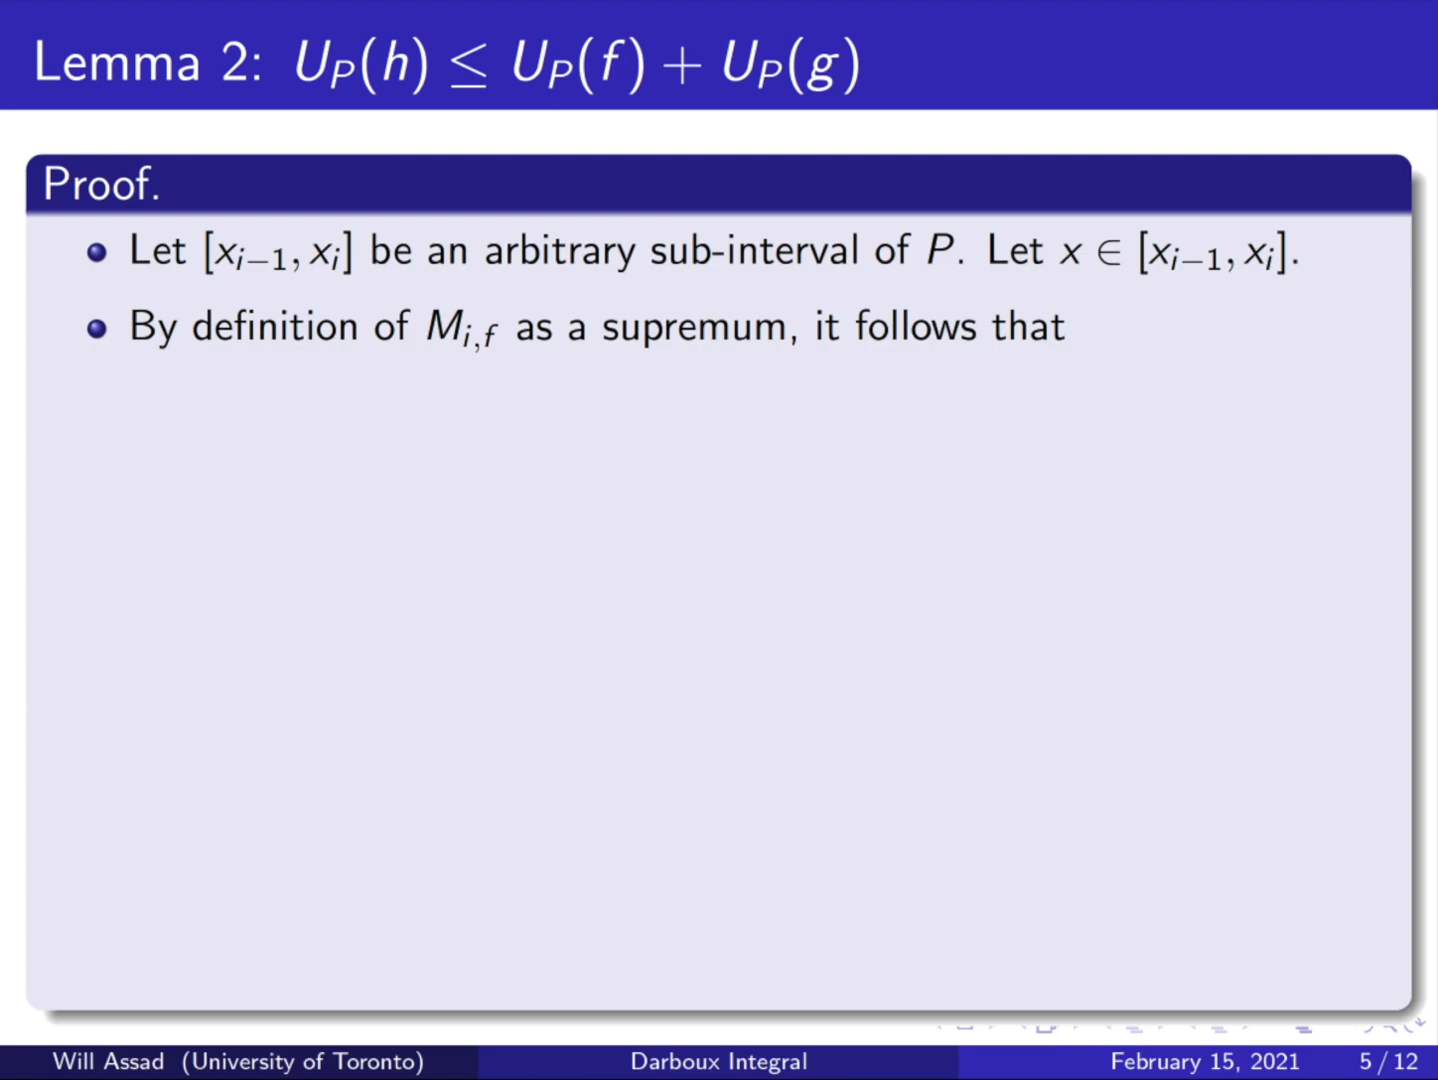 Lemma 2: U_P(h) ≤ U_P(f) + U_P(g)
Proof.
Let [x_{i−1}, x_i] be an arbitrary sub-interval of P. Let x ∈ [x_{i−1}, x_i].
By definition of M_{i,f} as a supremum, it follows that
Will Assad (University of Toronto) Darboux Integral February 15, 2021 5 / 12